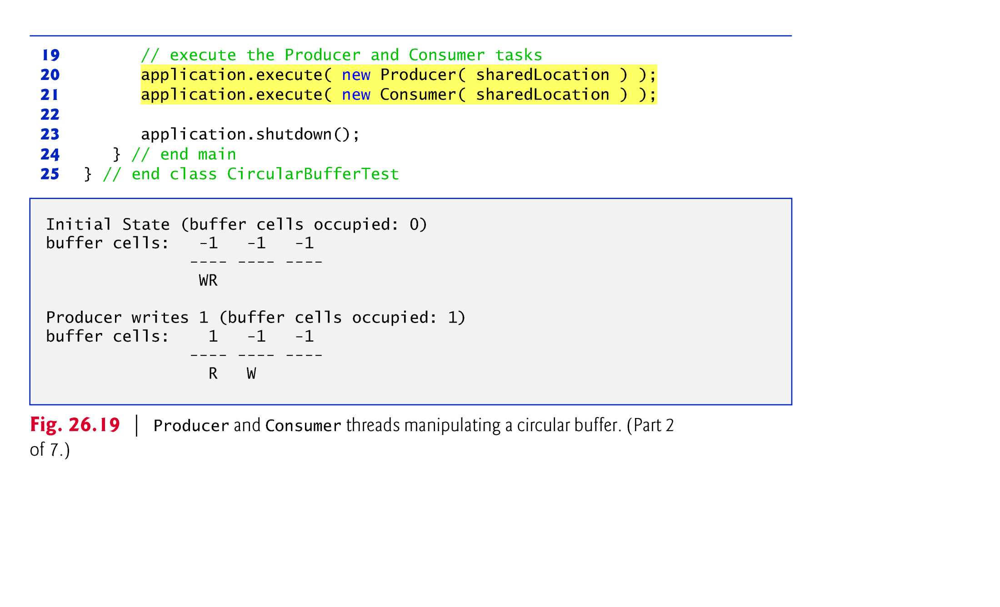 19 // execute the Producer and Consumer tasks
20 application.execute( new Producer( sharedLocation ) );
21 application.execute( new Consumer( sharedLocation ) );
22
23 application.shutdown();
24 } // end main
25 } // end class CircularBufferTest
Initial State (buffer cells occupied: 0)
buffer cells:   -1   -1   -1
               ---- ---- ----
                WR
Producer writes 1 (buffer cells occupied: 1)
buffer cells:    1   -1   -1
               ---- ---- ----
                 R   W
Fig. 26.19 | Producer and Consumer threads manipulating a circular buffer. (Part 2
of 7.)